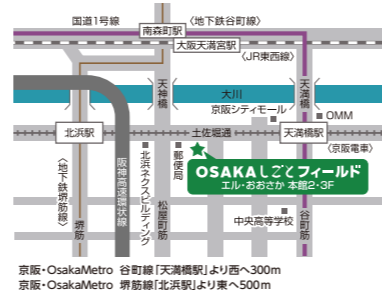 国道1号線
南森町駅
〈地下鉄谷町線〉
大阪天満宮駅
〈JR東西線〉
天神橋
大川
天満橋
京阪シティモール
OMM
北浜駅
土佐堀通
天満橋駅
〈京阪電車〉
〈地下鉄堺筋線〉
堺筋
阪神高速環状線
北浜ネクスビルディング
郵便局
松屋町筋
OSAKAしごとフィールド
エル・おおさか 本館2・3F
中央高等学校
谷町筋
京阪・OsakaMetro 谷町線「天満橋駅」より西へ300m
京阪・OsakaMetro 堺筋線「北浜駅」より東へ500m